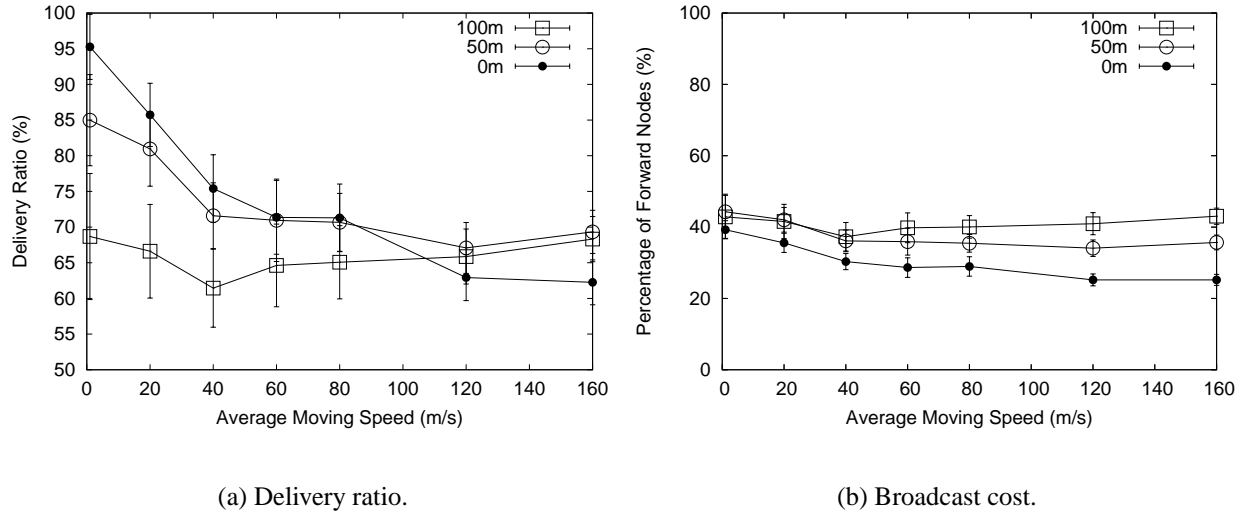 100
95
90
85
80
75
70
65
60
55
50
Delivery Ratio (%)
0 20 40 60 80 100 120 140 160
Average Moving Speed (m/s)
100m
50m
0m
(a) Delivery ratio.
100
80
60
40
20
0
Percentage of Forward Nodes (%)
0 20 40 60 80 100 120 140 160
Average Moving Speed (m/s)
100m
50m
0m
(b) Broadcast cost.